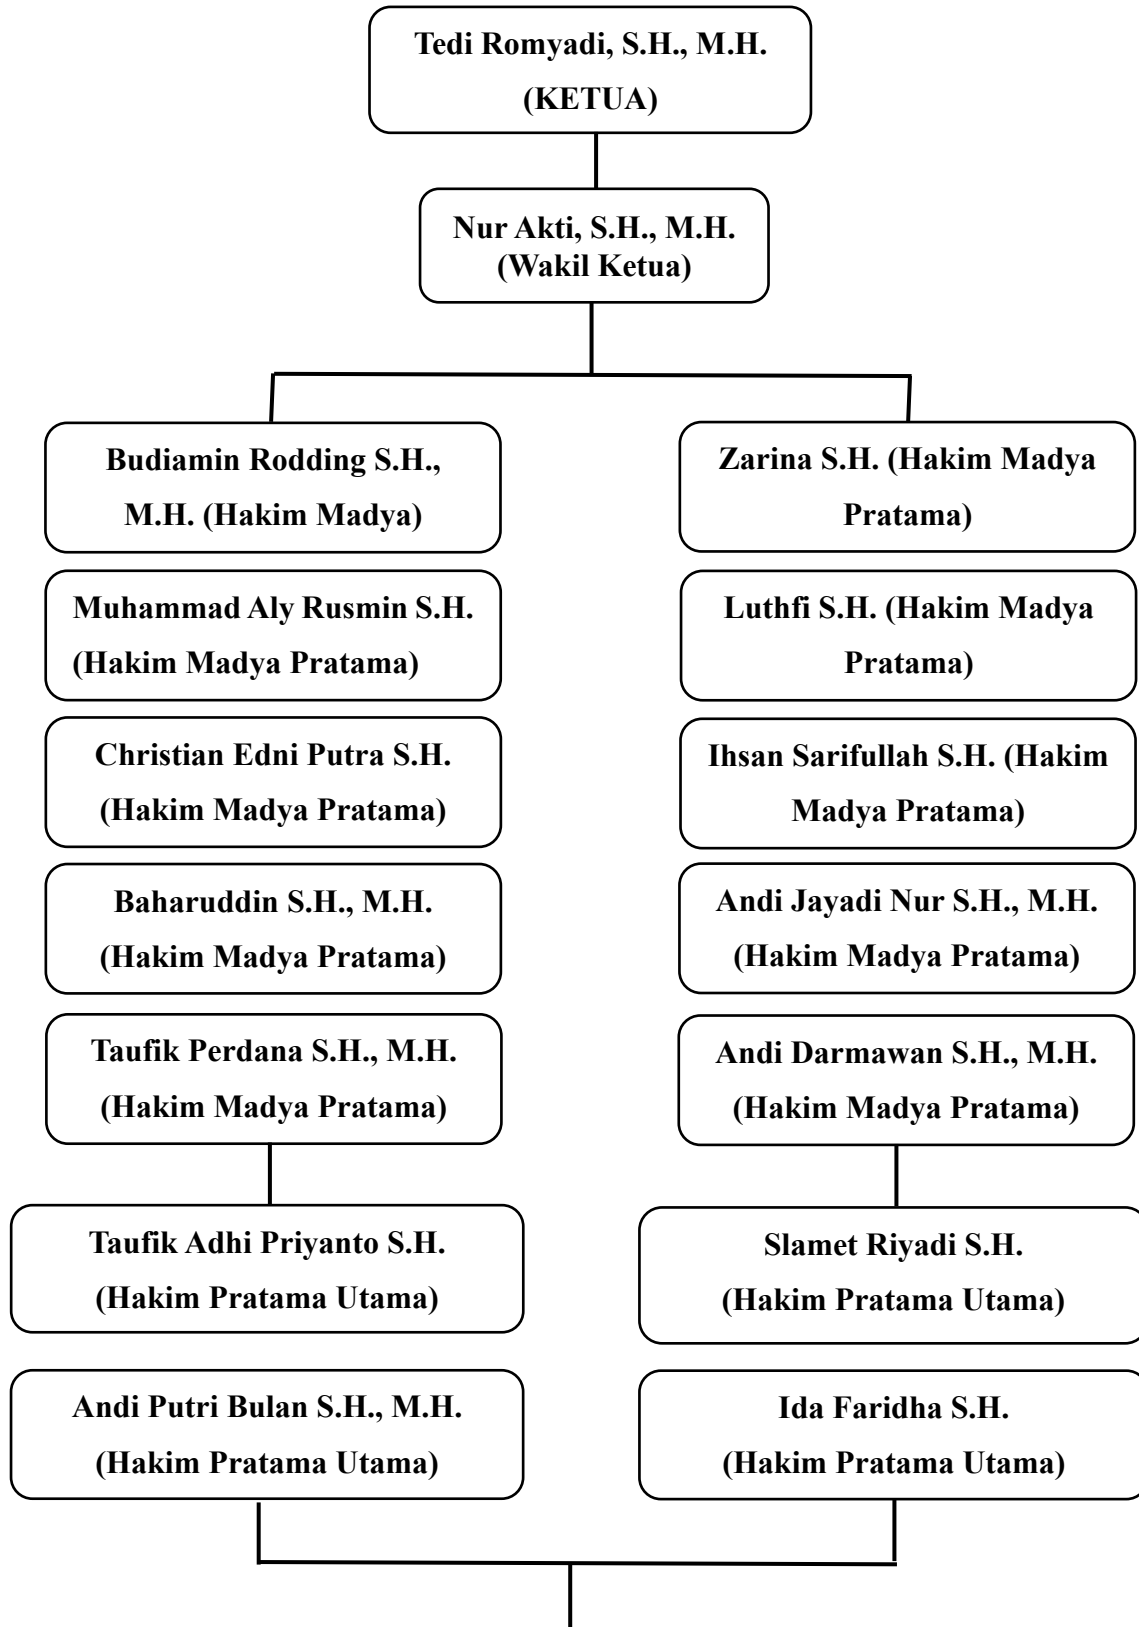 Tedi Romyadi, S.H., M.H.
(KETUA)
Nur Akti, S.H., M.H.
(Wakil Ketua)
Budiamin Rodding S.H.,
M.H. (Hakim Madya)
Zarina S.H. (Hakim Madya
Pratama)
Muhammad Aly Rusmin S.H.
(Hakim Madya Pratama)
Luthfi S.H. (Hakim Madya
Pratama)
Christian Edni Putra S.H.
(Hakim Madya Pratama)
Ihsan Sarifullah S.H. (Hakim
Madya Pratama)
Baharuddin S.H., M.H.
(Hakim Madya Pratama)
Andi Jayadi Nur S.H., M.H.
(Hakim Madya Pratama)
Taufik Perdana S.H., M.H.
(Hakim Madya Pratama)
Andi Darmawan S.H., M.H.
(Hakim Madya Pratama)
Taufik Adhi Priyanto S.H.
(Hakim Pratama Utama)
Slamet Riyadi S.H.
(Hakim Pratama Utama)
Andi Putri Bulan S.H., M.H.
(Hakim Pratama Utama)
Ida Faridha S.H.
(Hakim Pratama Utama)